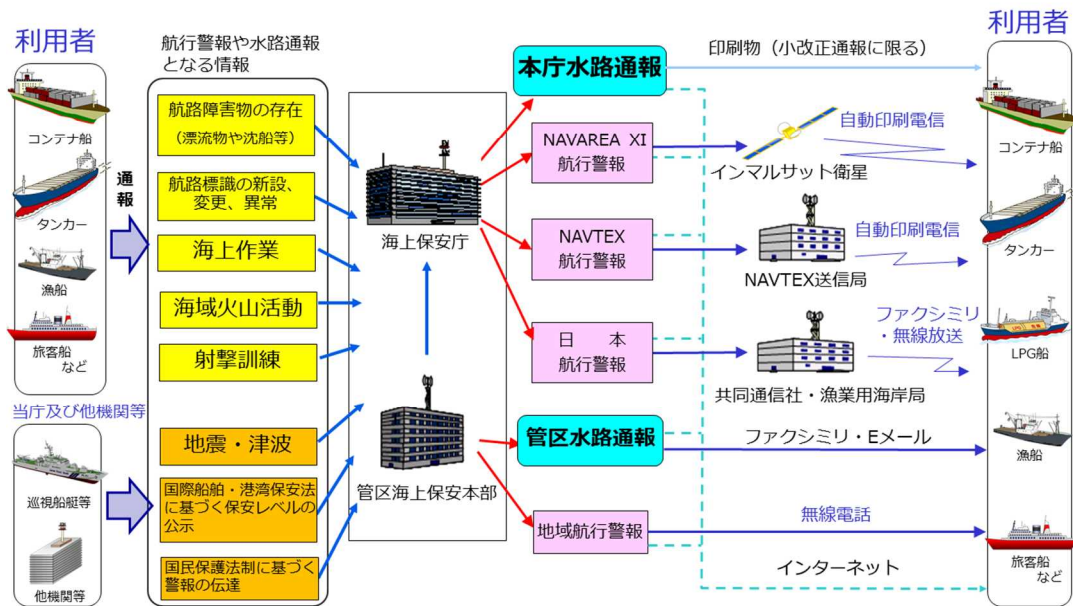 利用者
コンテナ船
タンカー
漁船
旅客船
など
通報
当庁及び他機関等
巡視船艇等
他機関等
航行警報や水路通報
となる情報
航路障害物の存在
(漂流物や沈船等)
航路標識の新設、
変更、異常
海上作業
海域火山活動
射撃訓練
地震・津波
国際船舶・港湾保安法
に基づく保安レベルの
公示
国民保護法制に基づく
警報の伝達
海上保安庁
管区海上保安本部
本庁水路通報
NAVAREA XI
航行警報
NAVTEX
航行警報
日 本
航行警報
管区水路通報
地域航行警報
印刷物(小改正通報に限る)
自動印刷電信
インマルサット衛星
自動印刷電信
NAVTEX送信局
ファクシミリ
・無線放送
共同通信社・漁業用海岸局
ファクシミリ・Eメール
無線電話
インターネット
利用者
コンテナ船
タンカー
LPG船
漁船
旅客船
など